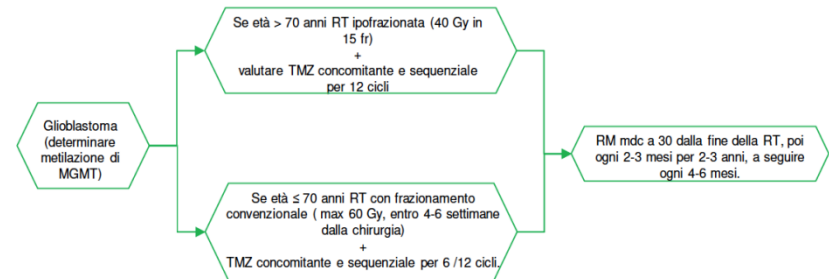 Se età > 70 anni RT ipofrazionata (40 Gy in
15 fr)
+
valutare TMZ concomitante e sequenziale
per 12 cicli
Glioblastoma
(determinare
metilazione di
MGMT)
RM mdc a 30 dalla fine della RT, poi
ogni 2-3 mesi per 2-3 anni, a seguire
ogni 4-6 mesi.
Se età ≤ 70 anni RT con frazionamento
convenzionale ( max 60 Gy, entro 4-6 settimane
dalla chirurgia)
+
TMZ concomitante e sequenziale per 6 /12 cicli.